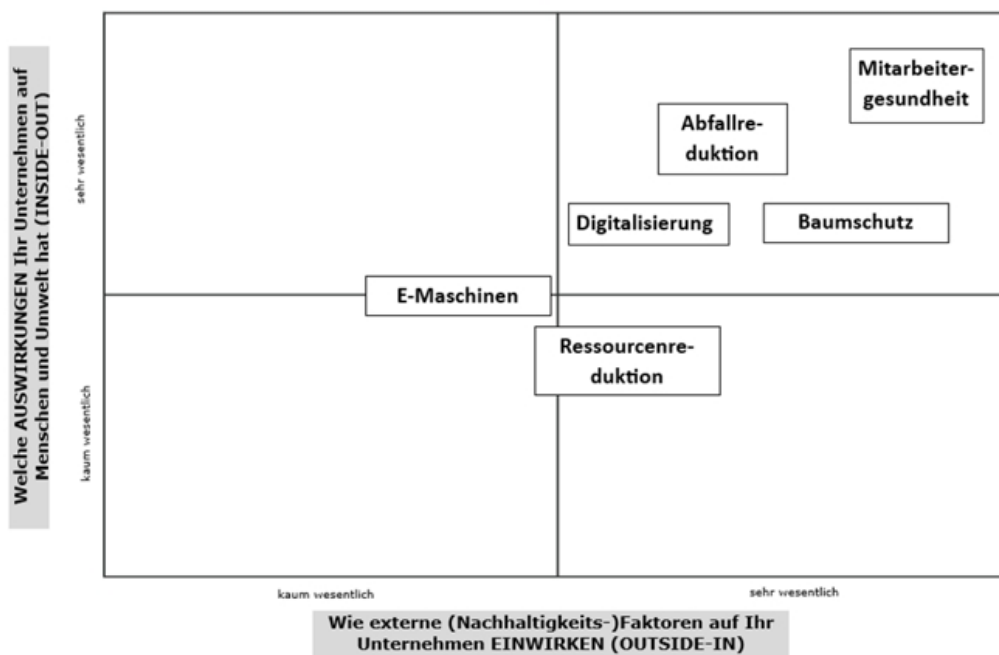 Welche AUSWIRKUNGEN Ihr Unternehmen auf
Menschen und Umwelt hat (INSIDE-OUT)
sehr wesentlich
kaum wesentlich
Mitarbeiter-
gesundheit
Abfallre-
duktion
Digitalisierung
Baumschutz
E-Maschinen
Ressourcenre-
duktion
kaum wesentlich
sehr wesentlich
Wie externe (Nachhaltigkeits-)Faktoren auf Ihr
Unternehmen EINWIRKEN (OUTSIDE-IN)